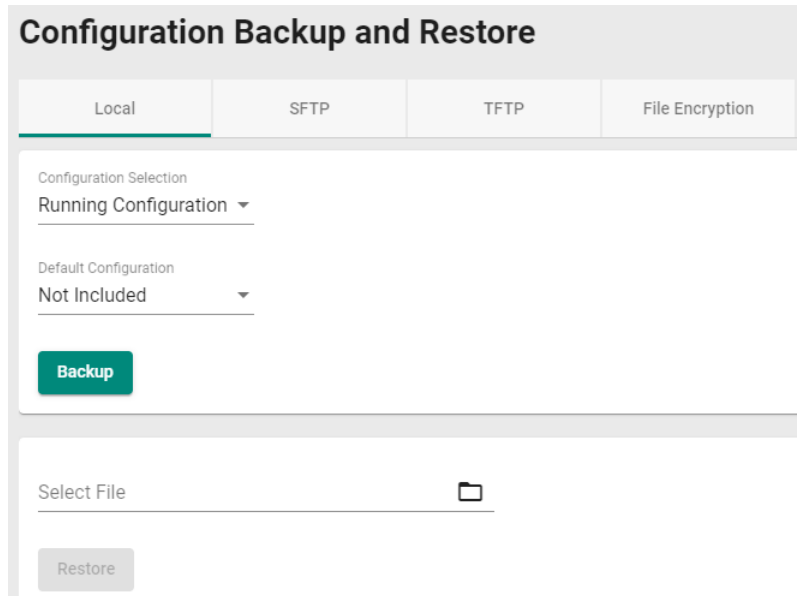 Configuration Backup and Restore
Local SFTP TFTP File Encryption
Configuration Selection
Running Configuration
Default Configuration
Not Included
Backup
Select File
Restore